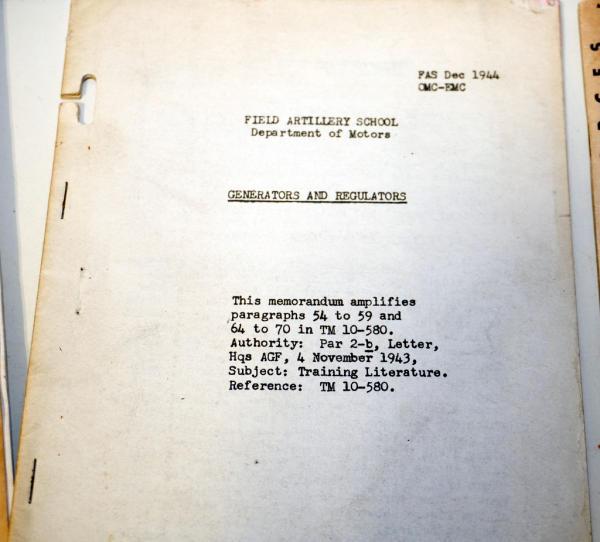 FAS Dec 1944
OMC-EMC
FIELD ARTILLERY SCHOOL
Department of Motors
GENERATORS AND REGULATORS
This memorandum amplifies
paragraphs 54 to 59 and
64 to 70 in TM 10-580.
Authority: Par 2-b, Letter,
Hqs AGF, 4 November 1943,
Subject: Training Literature.
Reference: TM 10-580.